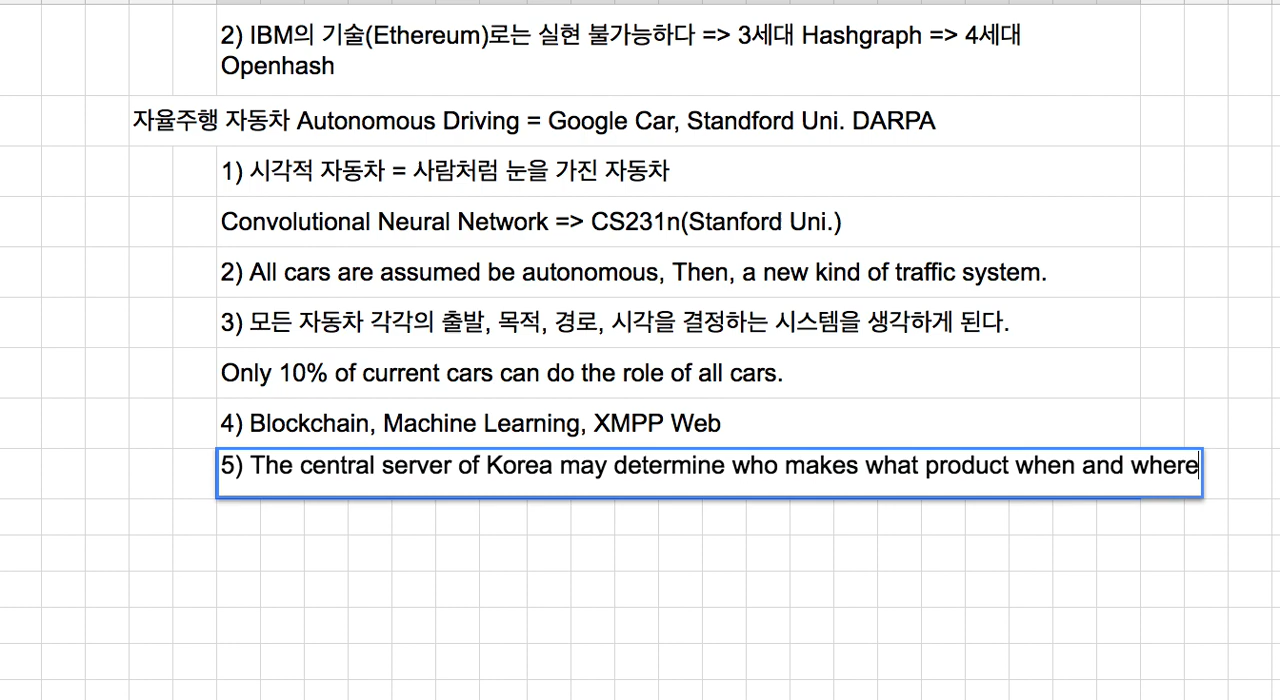 2) IBM의 기술(Ethereum)로는 실현 불가능하다 => 3세대 Hashgraph => 4세대
Openhash
자율주행 자동차 Autonomous Driving = Google Car, Standford Uni. DARPA
1) 시각적 자동차 = 사람처럼 눈을 가진 자동차
Convolutional Neural Network => CS231n(Stanford Uni.)
2) All cars are assumed be autonomous, Then, a new kind of traffic system.
3) 모든 자동차 각각의 출발, 목적, 경로, 시각을 결정하는 시스템을 생각하게 된다.
Only 10% of current cars can do the role of all cars.
4) Blockchain, Machine Learning, XMPP Web
5) The central server of Korea may determine who makes what product when and where